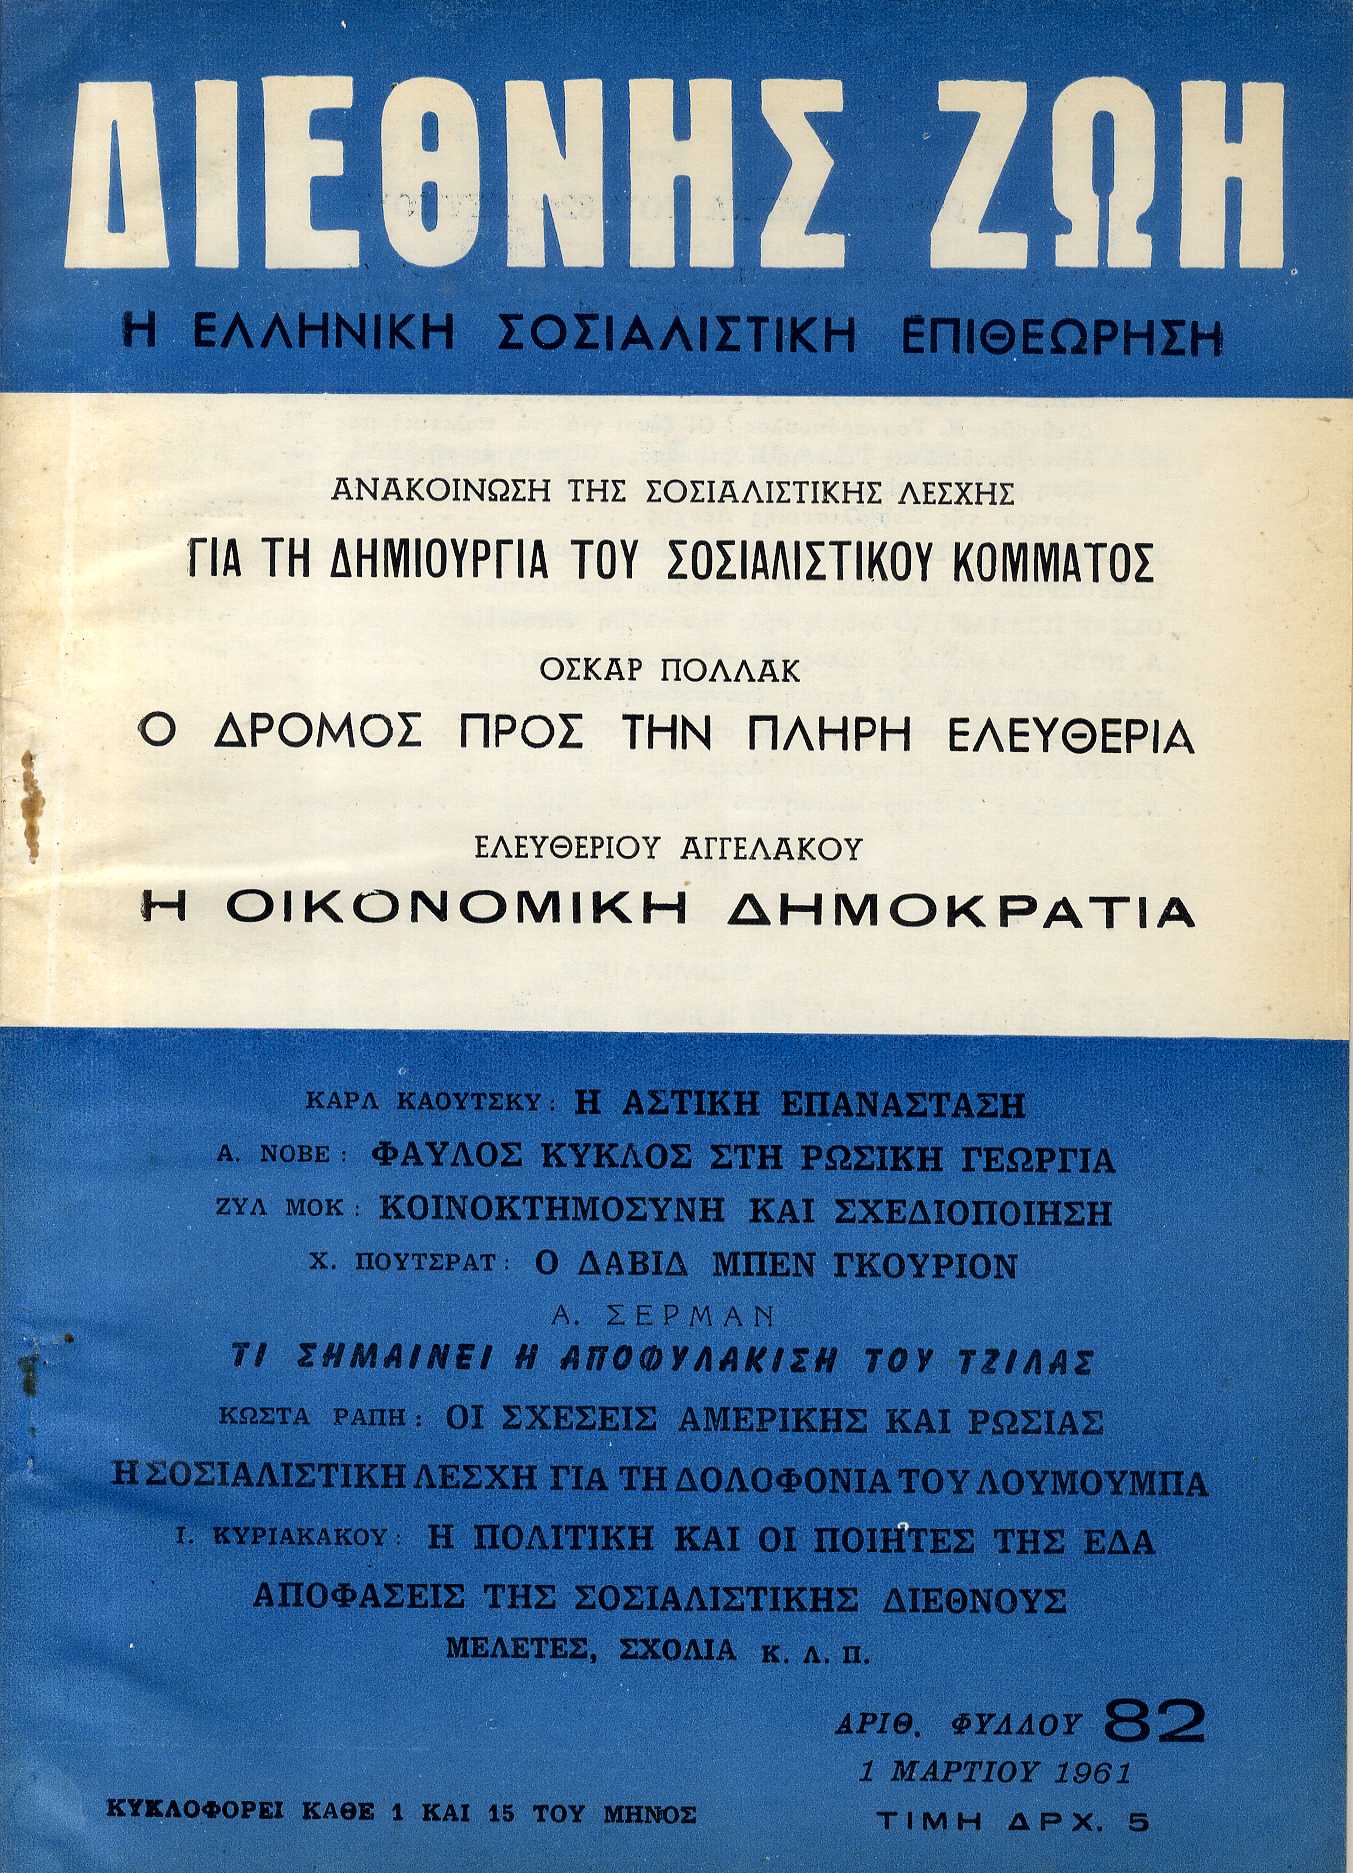 ΔΙΕΘΝΗΣ ΖΩΗ
Η ΕΛΛΗΝΙΚΗ ΣΟΣΙΑΛΙΣΤΙΚΗ ΕΠΙΘΕΩΡΗΣΗ
ΑΝΑΚΟΙΝΩΣΗ ΤΗΣ ΣΟΣΙΑΛΙΣΤΙΚΗΣ ΛΕΣΧΗΣ
ΓΙΑ ΤΗ ΔΗΜΙΟΥΡΓΙΑ ΤΟΥ ΣΟΣΙΑΛΙΣΤΙΚΟΥ ΚΟΜΜΑΤΟΣ
ΟΣΚΑΡ ΠΟΛΛΑΚ
Ο ΔΡΟΜΟΣ ΠΡΟΣ ΤΗΝ ΠΛΗΡΗ ΕΛΕΥΘΕΡΙΑ
ΕΛΕΥΘΕΡΙΟΥ ΑΓΓΕΛΑΚΟΥ
Η ΟΙΚΟΝΟΜΙΚΗ ΔΗΜΟΚΡΑΤΙΑ
ΚΑΡΛ ΚΑΟΥΤΣΚΥ: Η ΑΣΤΙΚΗ ΕΠΑΝΑΣΤΑΣΗ
Α. ΝΟΒΕ: ΦΑΥΛΟΣ ΚΥΚΛΟΣ ΣΤΗ ΡΩΣΙΚΗ ΓΕΩΡΓΙΑ
ΖΥΛ ΜΟΚ: ΚΟΙΝΟΚΤΗΜΟΣΥΝΗ ΚΑΙ ΣΧΕΔΙΟΠΟΙΗΣΗ
Χ. ΠΟΥΤΣΡΑΤ: Ο ΔΑΒΙΔ ΜΠΕΝ ΓΚΟΥΡΙΟΝ
Α. ΣΕΡΜΑΝ
ΤΙ ΣΗΜΑΙΝΕΙ Η ΑΠΟΦΥΛΑΚΙΣΗ ΤΟΥ ΤΖΙΛΑΣ
ΚΩΣΤΑ ΡΑΠΗ: ΟΙ ΣΧΕΣΕΙΣ ΑΜΕΡΙΚΗΣ ΚΑΙ ΡΩΣΙΑΣ
Η ΣΟΣΙΑΛΙΣΤΙΚΗ ΛΕΣΧΗ ΓΙΑ ΤΗ ΔΟΛΟΦΟΝΙΑ ΤΟΥ ΛΟΥΜΟΥΜΠΑ
Ι. ΚΥΡΙΑΚΑΚΟΥ: Η ΠΟΛΙΤΙΚΗ ΚΑΙ ΟΙ ΠΟΙΗΤΕΣ ΤΗΣ ΕΔΑ
ΑΠΟΦΑΣΕΙΣ ΤΗΣ ΣΟΣΙΑΛΙΣΤΙΚΗΣ ΔΙΕΘΝΟΥΣ
ΜΕΛΕΤΕΣ, ΣΧΟΛΙΑ Κ. Λ. Π.
ΑΡΙΘ. ΦΥΛΛΟΥ 82
1 ΜΑΡΤΙΟΥ 1961
ΚΥΚΛΟΦΟΡΕΙ ΚΑΘΕ 1 ΚΑΙ 15 ΤΟΥ ΜΗΝΟΣ
ΤΙΜΗ ΔΡΧ. 5